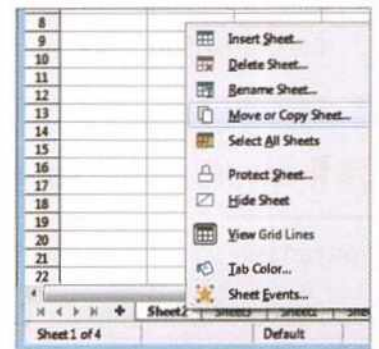 8
9
10
11
12
13
14
15
16
17
18
19
20
21
22
Insert Sheet...
Delete Sheet...
Rename Sheet...
Move or Copy Sheet...
Select All Sheets
Protect Sheet...
Hide Sheet
View Grid Lines
Tab Color...
Sheet Events...
Sheet2
Sheet 1 of 4 Default